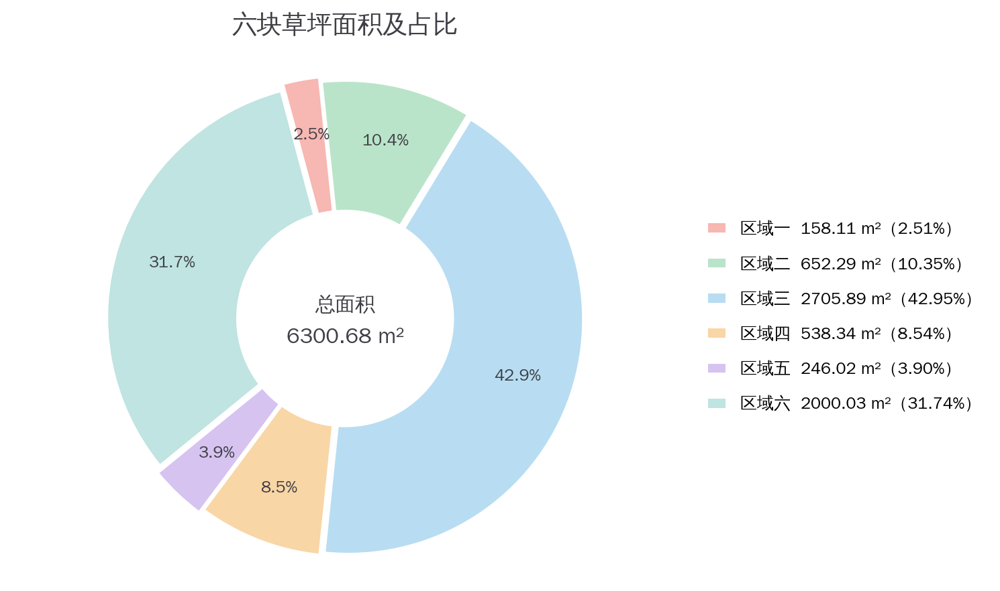 六块草坪面积及占比
2.5%
10.4%
31.7%
42.9%
3.9%
8.5%
总面积
6300.68 m²
区域一 158.11 m²（2.51%）
区域二 652.29 m²（10.35%）
区域三 2705.89 m²（42.95%）
区域四 538.34 m²（8.54%）
区域五 246.02 m²（3.90%）
区域六 2000.03 m²（31.74%）